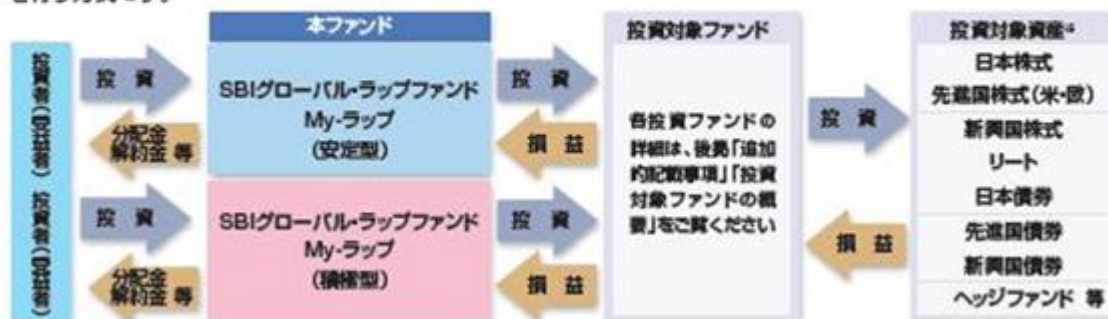 を行う方式です。
本ファンド
投資対象ファンド
投資対象資産
投資者(受益者)
投 資
分配金
解約金 等
SBIグローバル・ラップファンド
My-ラップ
(安定型)
投 資
損 益
投資者(受益者)
投 資
分配金
解約金 等
SBIグローバル・ラップファンド
My-ラップ
(積極型)
投 資
損 益
各投資ファンドの
詳細は、後掲「追加
的記載事項」「投資
対象ファンドの概
要」をご覧ください
投 資
損 益
日本株式
先進国株式(米・欧)
新興国株式
リート
日本債券
先進国債券
新興国債券
ヘッジファンド 等